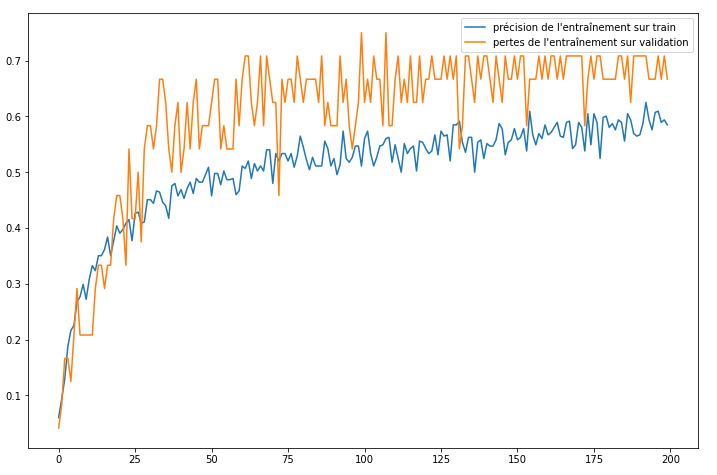 précision de l'entraînement sur train
pertes de l'entraînement sur validation
0.7
0.6
0.5
0.4
0.3
0.2
0.1
0 25 50 75 100 125 150 175 200